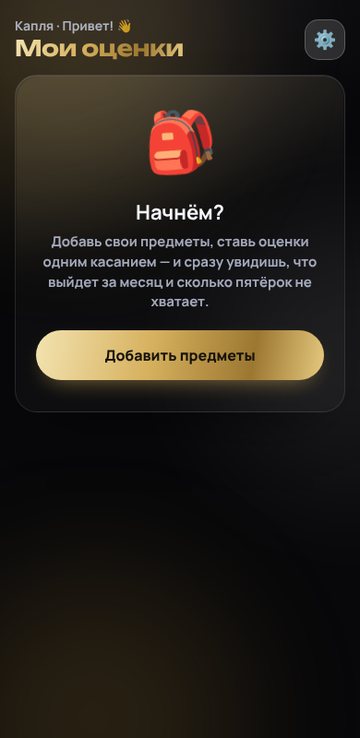 Капля · Привет! 👋
Мои оценки
Начнём?
Добавь свои предметы, ставь оценки
одним касанием — и сразу увидишь, что
выйдет за месяц и сколько пятёрок не
хватает.
Добавить предметы